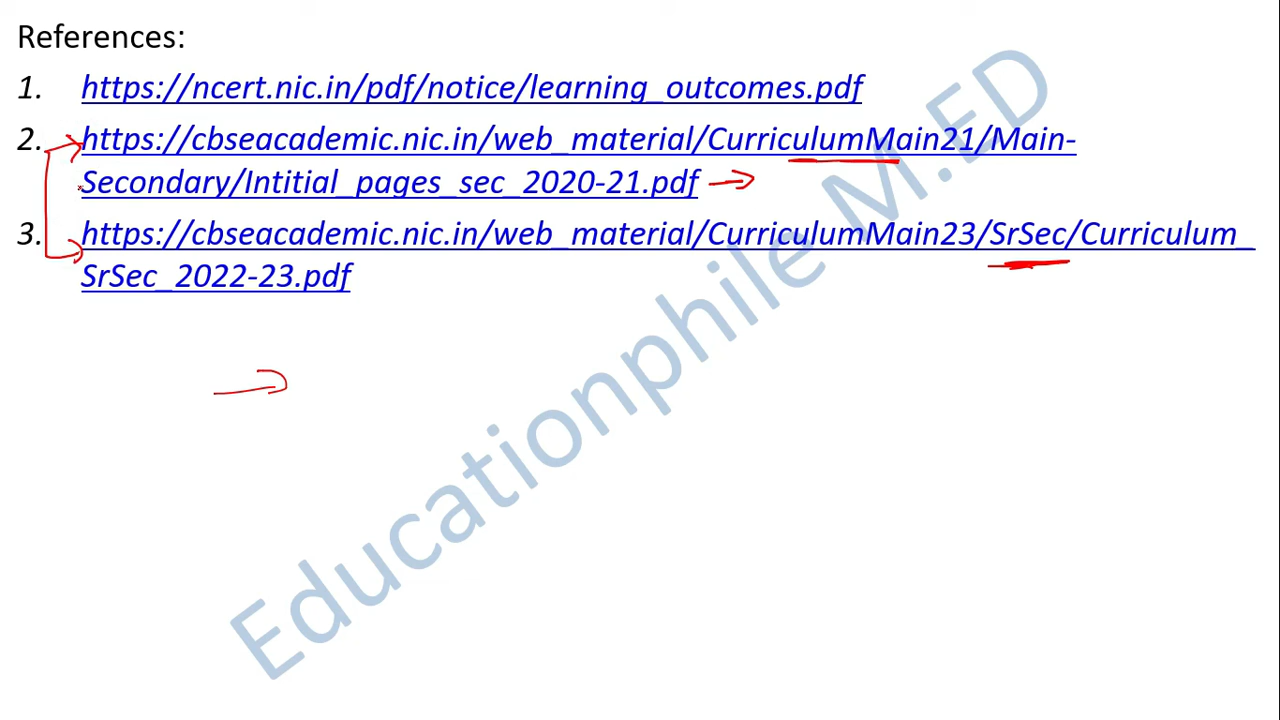 References:
1. https://ncert.nic.in/pdf/notice/learning_outcomes.pdf
2. https://cbseacademic.nic.in/web_material/CurriculumMain21/Main-
Secondary/Intitial_pages_sec_2020-21.pdf
3. https://cbseacademic.nic.in/web_material/CurriculumMain23/SrSec/Curriculum_
SrSec_2022-23.pdf
Educationphile M.ED